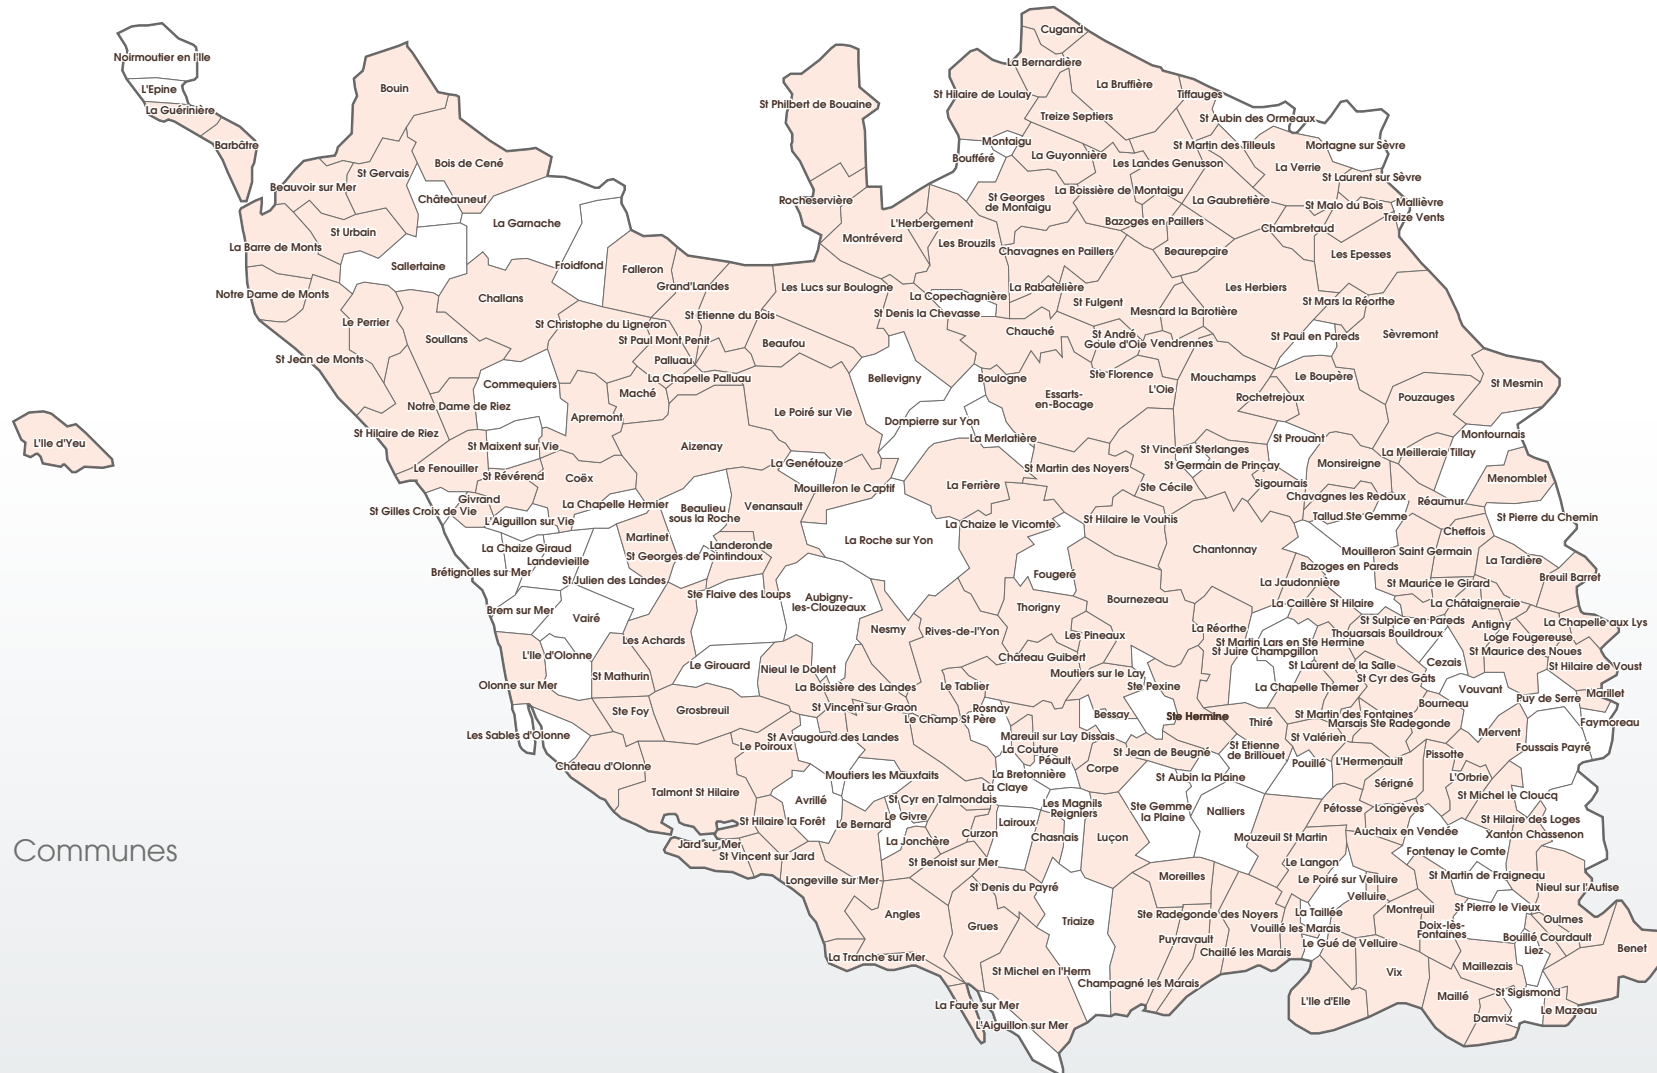 Cugand
Noirmoutier en l'Ile
La Bernardière
La Bruffière
Bouin
L'Epine
St Hilaire de Loulay
Tiffauges
St Philbert de Bouaine
La Guérinière
Treize Septiers
St Aubin des Ormeaux
Barbâtre
Montaigu
St Martin des Tilleuls
Mortagne sur Sèvre
Boufféré
La Guyonnière
Les Landes Genusson
Bois de Cené
La Verrie
St Gervais
St Laurent sur Sèvre
Beauvoir sur Mer
La Boissière de Montaigu
Châteauneuf
Rocheservière
St Georges
de Montaigu
La Gaubretière
St Malo du Bois
Mallièvre
Treize Vents
La Garnache
L'Herbergement
Bazoges en Paillers
Chambretaud
St Urbain
Montréverd
Les Brouzils
La Barre de Monts
Chavagnes en Paillers
Beaurepaire
Les Epesses
Sallertaine
Froidfond
Falleron
Grand'Landes
Les Lucs sur Boulogne
La Rabatelière
Les Herbiers
Notre Dame de Monts
Challans
La Copechagnière
St Fulgent
St Mars la Réorthe
St Denis la Chevasse
Mesnard la Barotière
St Etienne du Bois
Le Perrier
St Christophe du Ligneron
Chauché
St André
Goule d'Oie
Vendrennes
St Paul en Pareds
Sèvremont
Soullans
St Paul Mont Penit
Beaufou
St Jean de Monts
Palluau
La Chapelle Palluau
Bellevigny
Boulogne
Ste Florence
L'Oie
Mouchamps
Le Boupère
St Mesmin
Commequiers
Maché
Essarts-
en-Bocage
Rochetrejoux
Pouzauges
Notre Dame de Riez
Apremont
Le Poiré sur Vie
Dompierre sur Yon
St Hilaire de Riez
St Maixent sur Vie
Aizenay
La Merlatière
St Prouant
Montournais
St Vincent Sterlanges
La Meilleraie Tillay
Le Fenouiller
La Genétouze
St Martin des Noyers
St Germain de Prinçay
Monsireigne
St Révérend
Coëx
Mouilleron le Captif
La Ferrière
Ste Cécile
Sigournais
Menomblet
Givrand
La Chapelle Hermier
Beaulieu
sous la Roche
Venansault
Chavagnes les Redoux
Réaumur
St Gilles Croix de Vie
L'Aiguillon sur Vie
La Chaize le Vicomte
St Hilaire le Vouhis
Tallud Ste Gemme
St Pierre du Chemin
Martinet
La Roche sur Yon
Cheffois
La Chaize Giraud
Landeronde
Chantonnay
Mouilleron Saint Germain
Landevieille
St Georges de Pointindoux
La Tardière
Brétignolles sur Mer
St Julien des Landes
Fougeré
Bazoges en Pareds
Breuil Barret
La Jaudonnière
St Maurice le Girard
Ste Flaive des Loups
Aubigny-
les-Clouzeaux
Bournezeau
La Caillère St Hilaire
La Châtaigneraie
Brem sur Mer
Vairé
Thorigny
St Sulpice en Pareds
Antigny
La Chapelle aux Lys
Les Achards
Nesmy
Rives-de-l'Yon
Les Pineaux
La Réorthe
Thouarsais Bouildroux
Loge Fougereuse
St Martin Lars en Ste Hermine
St Juire Champgillon
St Maurice des Noues
L'Ile d'Olonne
Le Girouard
Nieul le Dolent
Château Guibert
St Laurent de la Salle
Cezais
St Hilaire de Voust
St Mathurin
Moutiers sur le Lay
St Cyr des Gâts
Olonne sur Mer
La Boissière des Landes
Le Tablier
Ste Pexine
La Chapelle Themer
Vouvant
Puy de Serre
Marillet
Ste Foy
Grosbreuil
St Vincent sur Graon
Rosnay
Bourneau
Le Champ St Père
Bessay
Ste Hermine
Thiré
St Martin des Fontaines
Marsais Ste Radegonde
Faymoreau
Les Sables d'Olonne
St Avaugourd des Landes
Le Poiroux
Mareuil sur Lay Dissais
St Valérien
Mervent
La Couture
St Jean de Beugné
St Etienne
de Brillouet
Foussais Payré
Château d'Olonne
Péault
Pouillé
L'Hermenault
Pissotte
Moutiers les Mauxfaits
La Bretonnière
Corpe
St Aubin la Plaine
L'Orbrie
La Claye
Sérigné
Talmont St Hilaire
Avrillé
St Cyr en Talmondais
Les Magnils
Reigniers
Ste Gemme
la Plaine
Nalliers
Pétosse
Longèves
St Michel le Cloucq
Le Givre
St Hilaire la Forêt
Le Bernard
Lairoux
St Hilaire des Loges
Curzon
Chasnais
Luçon
Mouzeuil St Martin
Auchaix en Vendée
Xanton Chassenon
Jard sur Mer
La Jonchère
St Vincent sur Jard
Fontenay le Comte
St Benoist sur Mer
Le Langon
Longeville sur Mer
Moreilles
Le Poiré sur Velluire
St Martin de Fraigneau
St Denis du Payré
Velluire
Nieul sur l'Autise
Angles
Triaize
Ste Radegonde des Noyers
La Taillée
Montreuil
St Pierre le Vieux
Grues
Vouillé les Marais
Doix-lès-
Fontaines
Oulmes
Puyravault
Bouillé Courdault
Chaillé les Marais
Le Gué de Velluire
Liez
Benet
La Tranche sur Mer
St Michel en l'Herm
Vix
Maillezais
Champagné les Marais
St Sigismond
La Faute sur Mer
L'Ile d'Elle
Maillé
Le Mazeau
L'Aiguillon sur Mer
Damvix
L'Ile d'Yeu
Communes